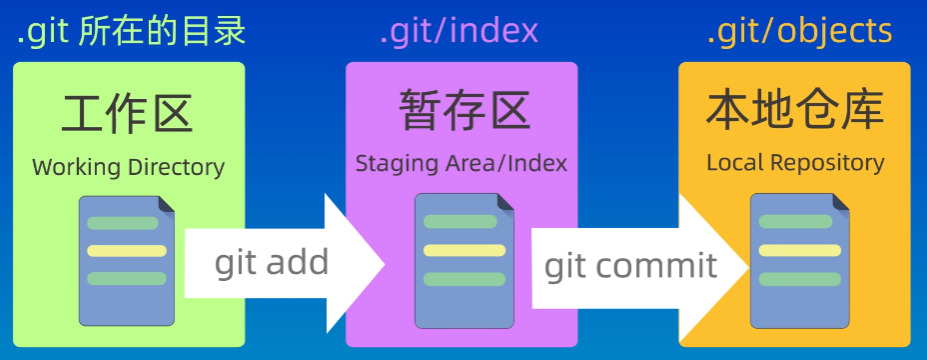 .git 所在的目录
.git/index
.git/objects
工作区
暂存区
本地仓库
Working Directory
Staging Area/Index
Local Repository
git add
git commit